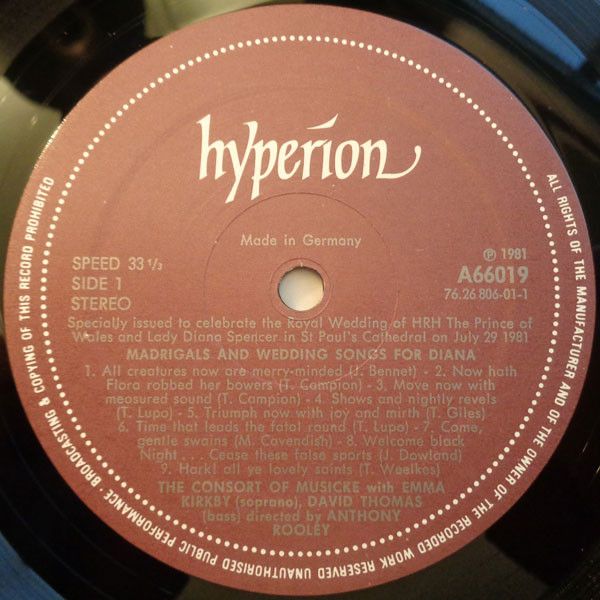 hyperion
Made in Germany
SPEED 33 1/3
SIDE 1
STEREO
℗ 1981
A66019
76.26 806-01-1
Specially issued to celebrate the Royal Wedding of HRH The Prince of
Wales and Lady Diana Spencer in St Paul's Cathedral on July 29 1981
MADRIGALS AND WEDDING SONGS FOR DIANA
1. All creatures now are merry-minded (J. Bennet) - 2. Now hath
Flora robbed her bowers (T. Campion) - 3. Move now with
measured sound (T. Campion) - 4. Shows and nightly revels
(T. Lupo) - 5. Triumph now with joy and mirth (T. Giles)
6. Time that leads the fatal round (T. Lupo) - 7. Come,
gentle swains (M. Cavendish) - 8. Welcome black
Night . . . Cease these false sports (J. Dowland)
9. Hark! all ye lovely saints (T. Weelkes)
THE CONSORT OF MUSICKE with EMMA
KIRKBY (soprano), DAVID THOMAS
(bass) directed by ANTHONY
ROOLEY
ALL RIGHTS OF THE MANUFACTURER AND OF THE OWNER OF THE RECORDED WORK RESERVED UNAUTHORISED PUBLIC PERFORMANCE · BROADCASTING & COPYING OF THIS RECORD PROHIBITED